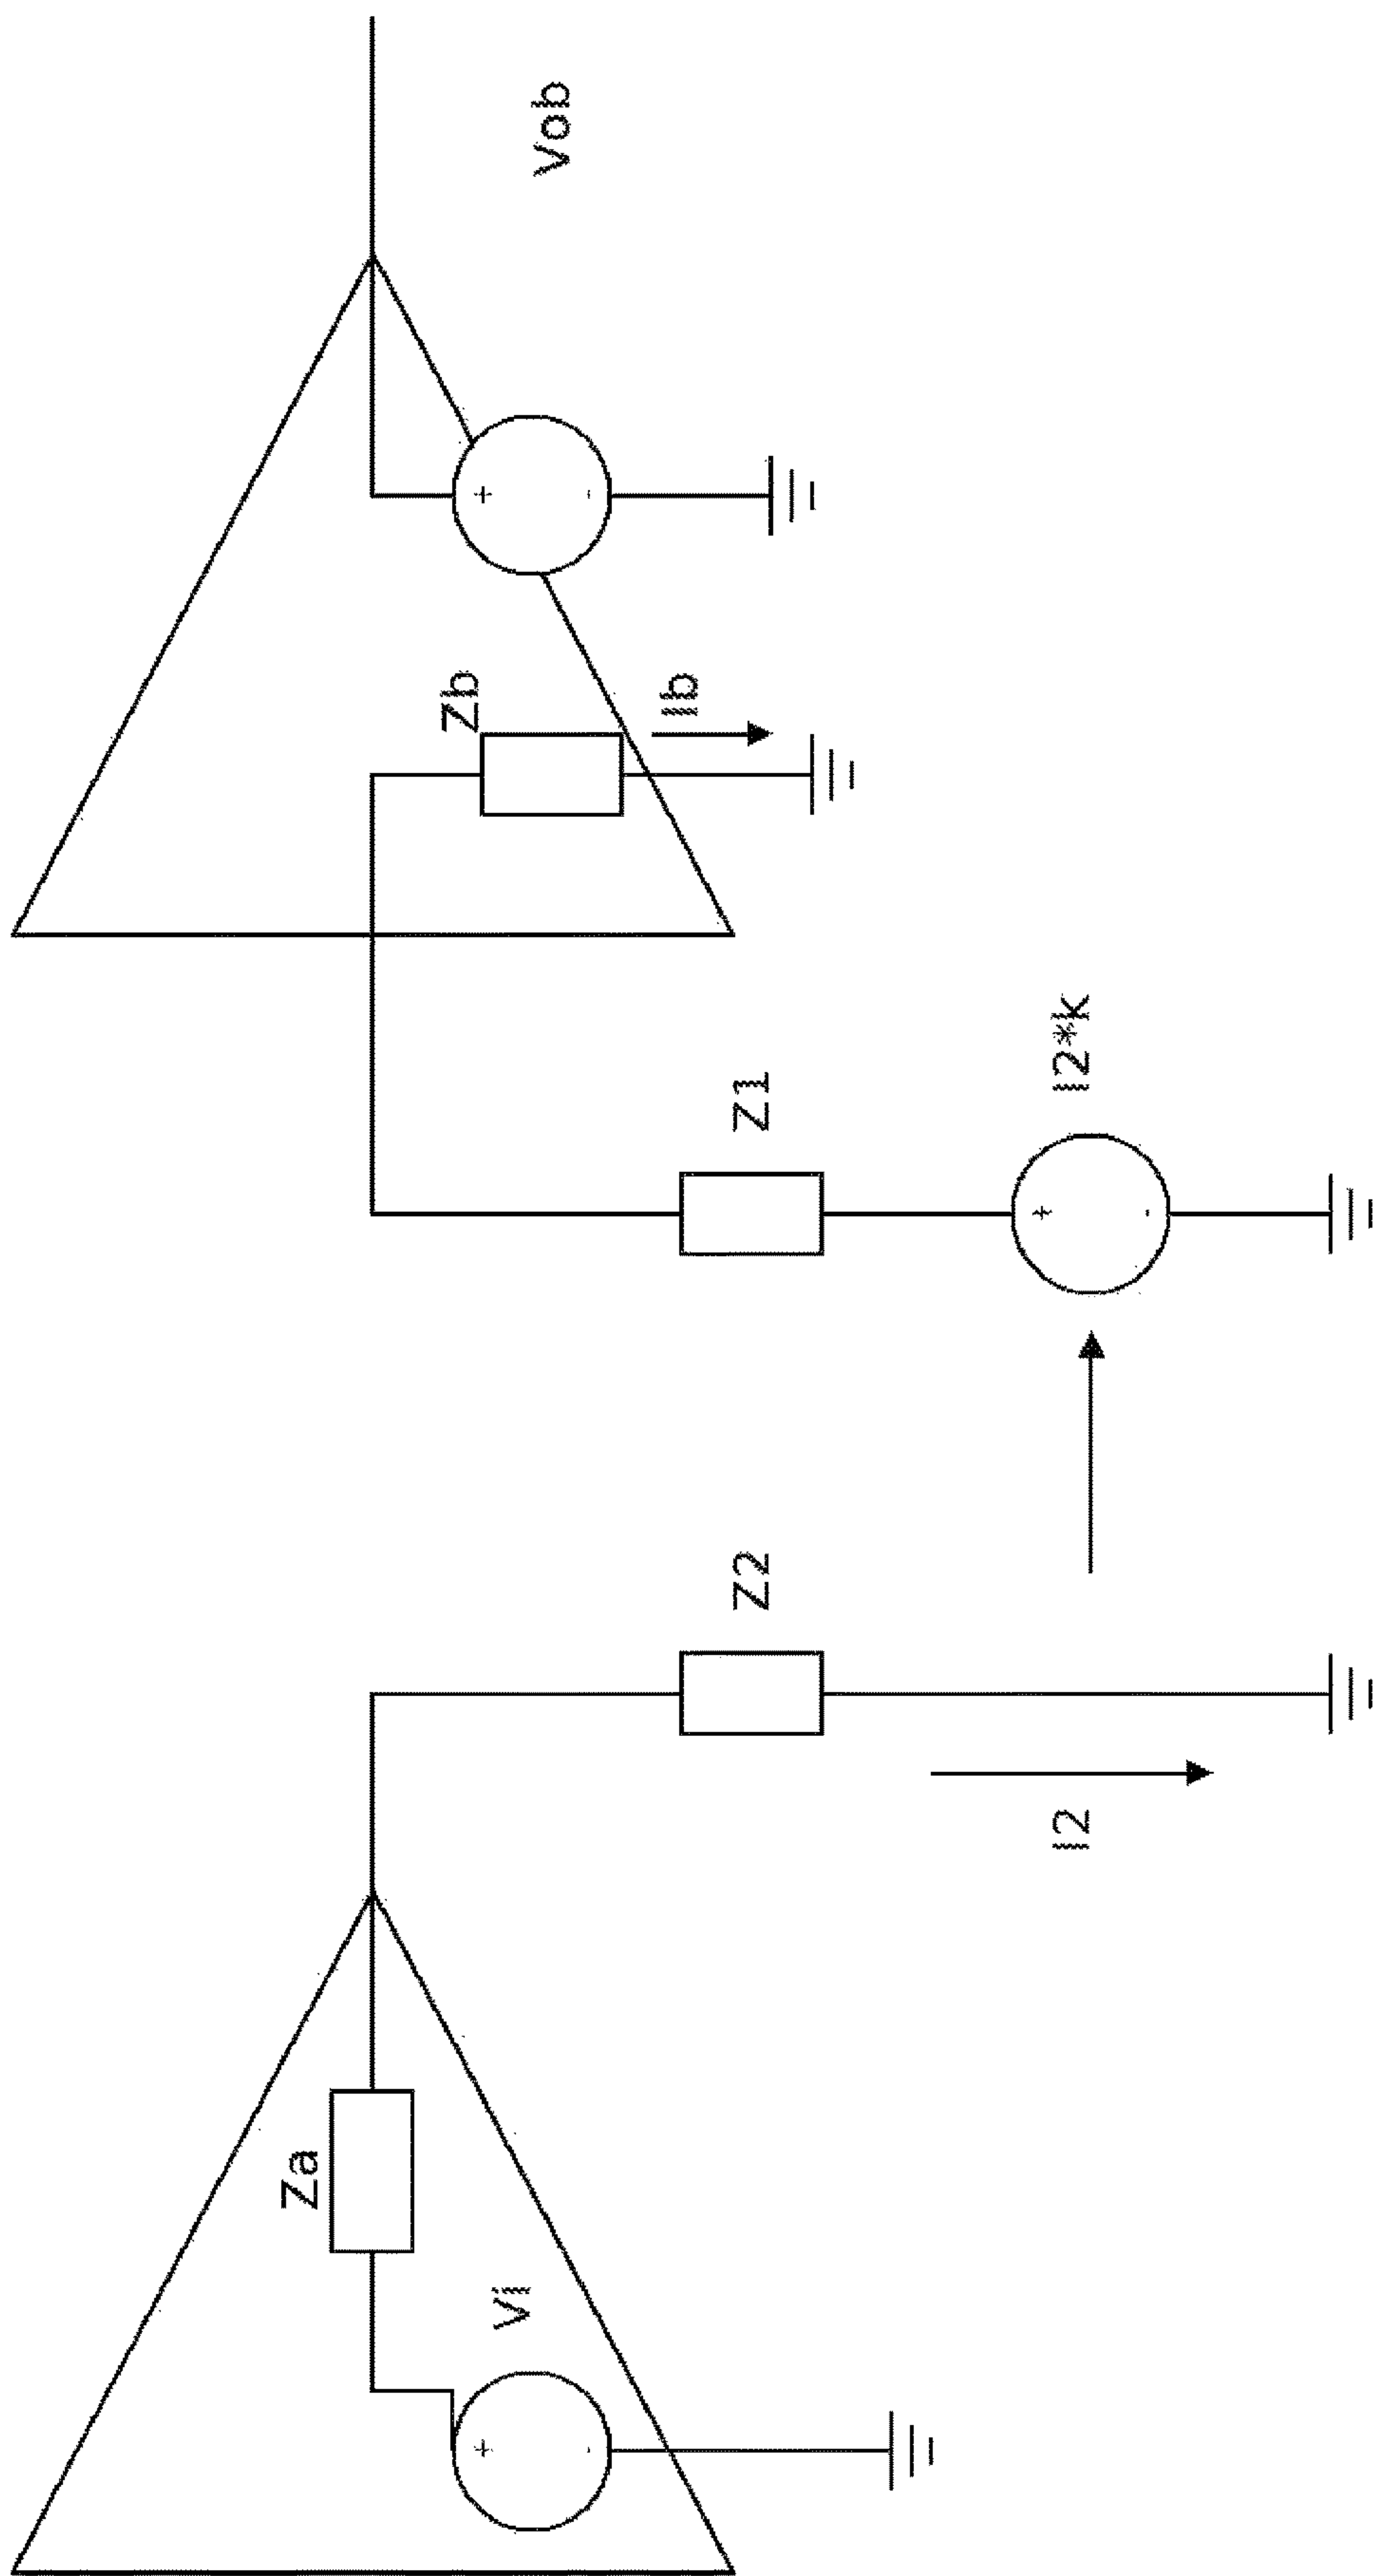 Vi
Za
I2
Z2
Z1
I2*k
Zb
Ib
Vob
+
-
+
-
+
-